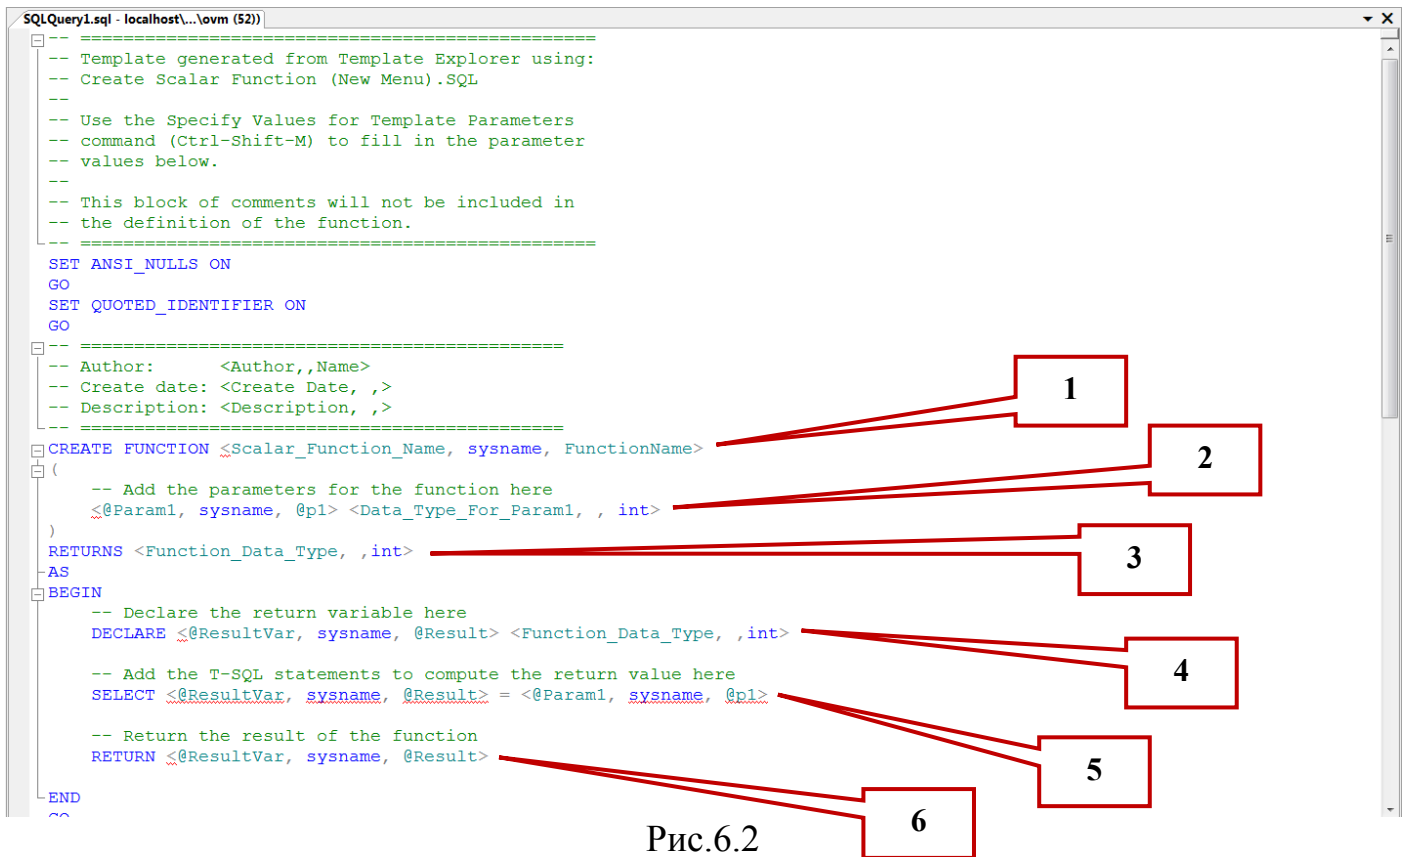 SQLQuery1.sql - localhost\...\ovm (52))
-- ================================================
-- Template generated from Template Explorer using:
-- Create Scalar Function (New Menu).SQL
--
-- Use the Specify Values for Template Parameters
-- command (Ctrl-Shift-M) to fill in the parameter
-- values below.
--
-- This block of comments will not be included in
-- the definition of the function.
-- ================================================
SET ANSI_NULLS ON
GO
SET QUOTED_IDENTIFIER ON
GO
-- =============================================
-- Author:      <Author,,Name>
-- Create date: <Create Date, ,>
-- Description: <Description, ,>
-- =============================================
1
CREATE FUNCTION <Scalar_Function_Name, sysname, FunctionName>
2
(
-- Add the parameters for the function here
<@Param1, sysname, @p1> <Data_Type_For_Param1, , int>
)
RETURNS <Function_Data_Type, ,int>
3
AS
BEGIN
-- Declare the return variable here
DECLARE <@ResultVar, sysname, @Result> <Function_Data_Type, ,int>
4
-- Add the T-SQL statements to compute the return value here
SELECT <@ResultVar, sysname, @Result> = <@Param1, sysname, @p1>
5
-- Return the result of the function
RETURN <@ResultVar, sysname, @Result>
6
END
GO
Рис.6.2